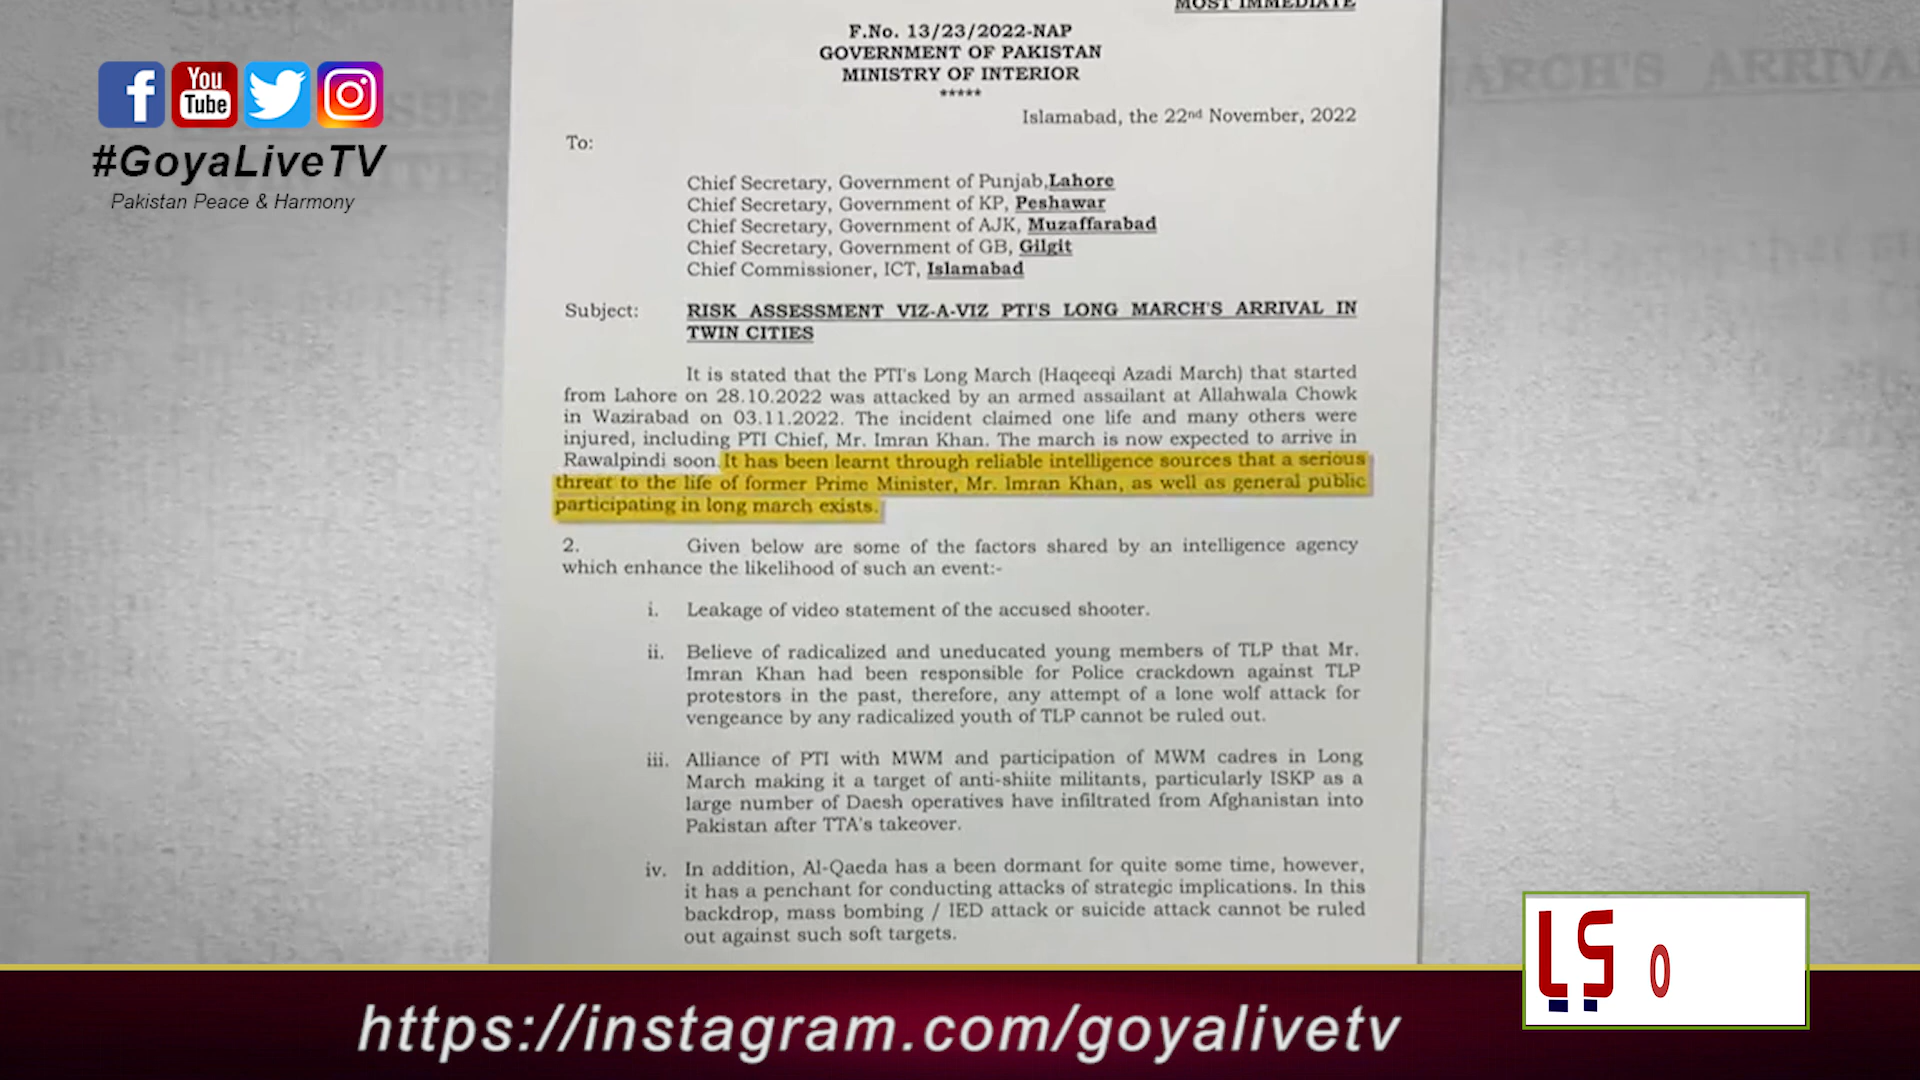 MOST IMMEDIATE
F.No. 13/23/2022-NAP
GOVERNMENT OF PAKISTAN
MINISTRY OF INTERIOR
*****
Islamabad, the 22nd November, 2022
To:
Chief Secretary, Government of Punjab, Lahore
Chief Secretary, Government of KP, Peshawar
Chief Secretary, Government of AJK, Muzaffarabad
Chief Secretary, Government of GB, Gilgit
Chief Commissioner, ICT, Islamabad
Subject: RISK ASSESSMENT VIZ-A-VIZ PTI'S LONG MARCH'S ARRIVAL IN
TWIN CITIES
It is stated that the PTI's Long March (Haqeeqi Azadi March) that started
from Lahore on 28.10.2022 was attacked by an armed assailant at Allahwala Chowk
in Wazirabad on 03.11.2022. The incident claimed one life and many others were
injured, including PTI Chief, Mr. Imran Khan. The march is now expected to arrive in
Rawalpindi soon. It has been learnt through reliable intelligence sources that a serious
threat to the life of former Prime Minister, Mr. Imran Khan, as well as general public
participating in long march exists.
2. Given below are some of the factors shared by an intelligence agency
which enhance the likelihood of such an event:-
i. Leakage of video statement of the accused shooter.
ii. Believe of radicalized and uneducated young members of TLP that Mr.
Imran Khan had been responsible for Police crackdown against TLP
protestors in the past, therefore, any attempt of a lone wolf attack for
vengeance by any radicalized youth of TLP cannot be ruled out.
iii. Alliance of PTI with MWM and participation of MWM cadres in Long
March making it a target of anti-shiite militants, particularly ISKP as a
large number of Daesh operatives have infiltrated from Afghanistan into
Pakistan after TTA's takeover.
iv. In addition, Al-Qaeda has a been dormant for quite some time, however,
it has a penchant for conducting attacks of strategic implications. In this
backdrop, mass bombing / IED attack or suicide attack cannot be ruled
out against such soft targets.
f
You
Tube
#GoyaLiveTV
Pakistan Peace & Harmony
ARCH'S ARRIVA
https://instagram.com/goyalivetv